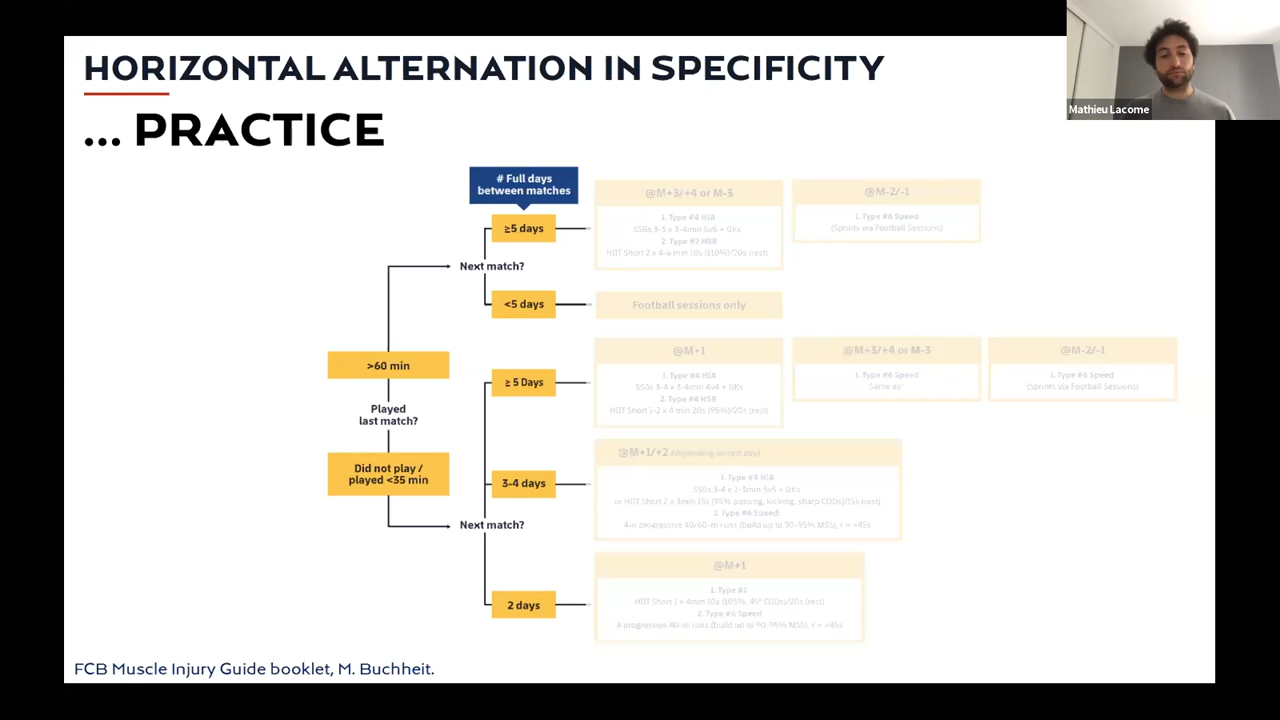 HORIZONTAL ALTERNATION IN SPECIFICITY
... PRACTICE
Mathieu Lacome
# Full days
between matches
≥5 days
Next match?
<5 days
@M+3/+4 or M-3
1. Type #4 HIA
SSGs 3-5 x 3-4min 5v5 + GKs
2. Type #2 HSR
HIIT Short 2 x 4-6 min 10s (110%)/20s (rest)
@M-2/-1
1. Type #6 Speed
(Sprints via Football Sessions)
Football sessions only
>60 min
Played
last match?
Did not play /
played <35 min
≥ 5 Days
@M+1
1. Type #4 HIA
SSGs 3-4 x 3-4min 4v4 + GKs
2. Type #4 HSR
HIIT Short 1-2 x 4 min 20s (95%)/20s (rest)
@M+3/+4 or M-3
1. Type #6 Speed
Same as
@M-2/-1
1. Type #6 Speed
(Sprints via Football Sessions)
3-4 days
@M+1/+2 (depending on rest day)
1. Type #4 HIA
SSGs 3-4 x 2-3min 5v5 + GKs
or HIIT Short 2 x 4min 15s (95% passing, kicking, sharp CODs)/15s (rest)
2. Type #6 Speed:
4-6 progressive 40/60-m runs (build up to 90-95% MSS), r = >45s
Next match?
2 days
@M+1
1. Type #1
HIIT Short 1 x 4min 10s (105%, 45° CODs)/20s (rest)
2. Type #6 Speed
4 progressive 40-m runs (build up to 90-95% MSS), r = >45s
FCB Muscle Injury Guide booklet, M. Buchheit.